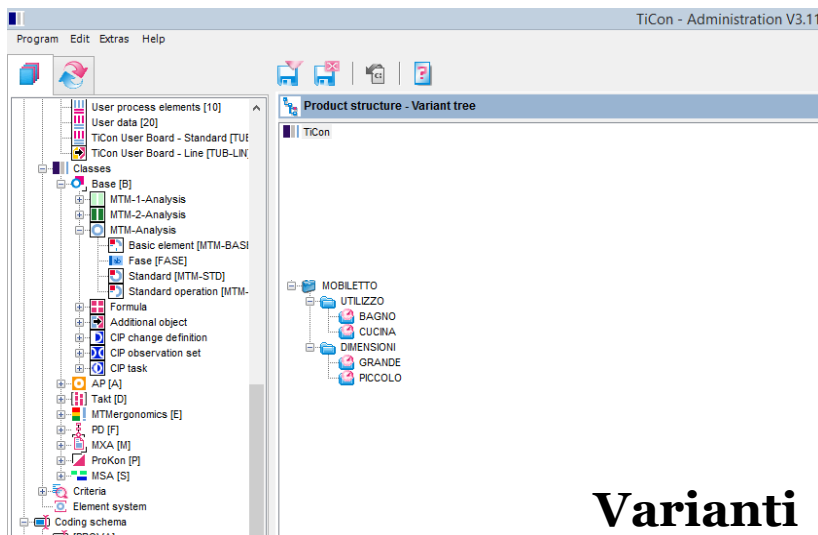 TiCon - Administration V3.11
Program Edit Extras Help
User process elements [10]
User data [20]
TiCon User Board - Standard [TUE
TiCon User Board - Line [TUB-LIN
Classes
Base [B]
MTM-1-Analysis
MTM-2-Analysis
MTM-Analysis
Basic element [MTM-BASI
Fase [FASE]
Standard [MTM-STD]
Standard operation [MTM-
Formula
Additional object
CIP change definition
CIP observation set
CIP task
AP [A]
Takt [D]
MTMergonomics [E]
PD [F]
MXA [M]
ProKon [P]
MSA [S]
Criteria
Element system
Coding schema
Product structure - Variant tree
TiCon
MOBILETTO
UTILIZZO
BAGNO
CUCINA
DIMENSIONI
GRANDE
PICCOLO
Varianti